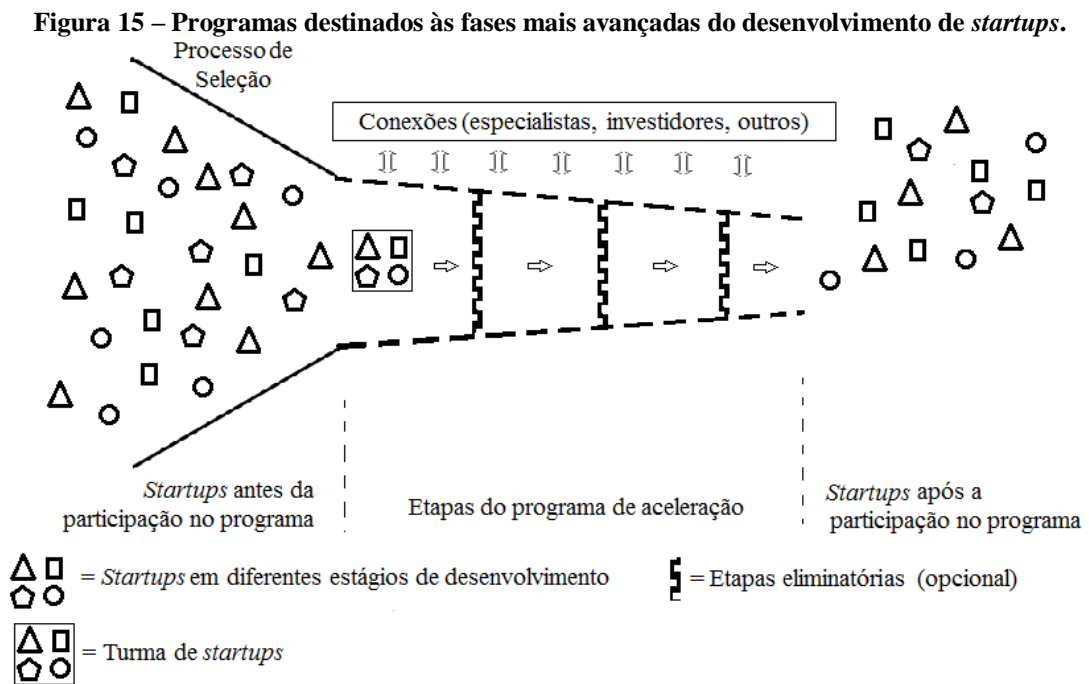 Figura 15 – Programas destinados às fases mais avançadas do desenvolvimento de startups.
Processo de
Seleção
Conexões (especialistas, investidores, outros)
Startups antes da
participação no programa
Etapas do programa de aceleração
Startups após a
participação no programa
= Startups em diferentes estágios de desenvolvimento
= Etapas eliminatórias (opcional)
= Turma de startups